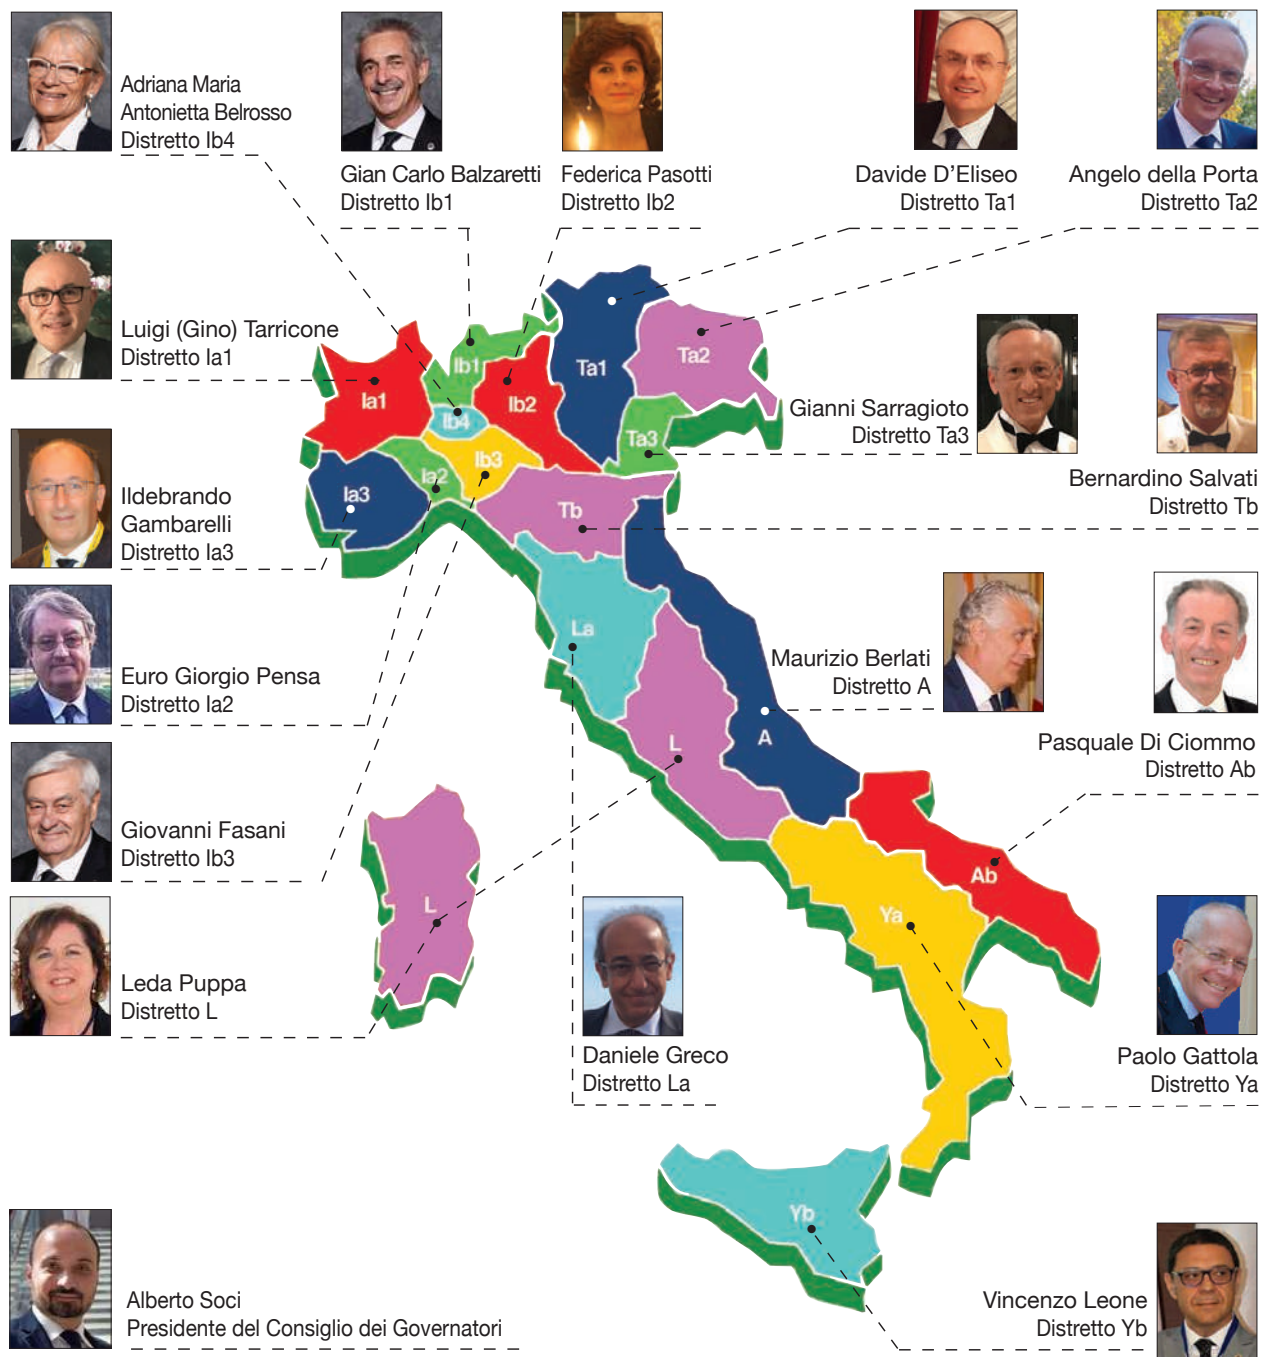 Adriana Maria
Antonietta Belrosso
Distretto Ib4
Gian Carlo Balzaretti
Distretto Ib1
Federica Pasotti
Distretto Ib2
Davide D'Eliseo
Distretto Ta1
Angelo della Porta
Distretto Ta2
Luigi (Gino) Tarricone
Distretto Ia1
Gianni Sarragioto
Distretto Ta3
Bernardino Salvati
Distretto Tb
Ildebrando
Gambarelli
Distretto Ia3
Euro Giorgio Pensa
Distretto Ia2
Maurizio Berlati
Distretto A
Pasquale Di Ciommo
Distretto Ab
Giovanni Fasani
Distretto Ib3
Leda Puppa
Distretto L
Daniele Greco
Distretto La
Paolo Gattola
Distretto Ya
Alberto Soci
Presidente del Consiglio dei Governatori
Vincenzo Leone
Distretto Yb
Ib1
Ta1
Ta2
Ia1
Ib2
Ib4
Ta3
Ib3
Ia2
Ia3
Tb
La
L
A
Ab
L
Ya
Yb